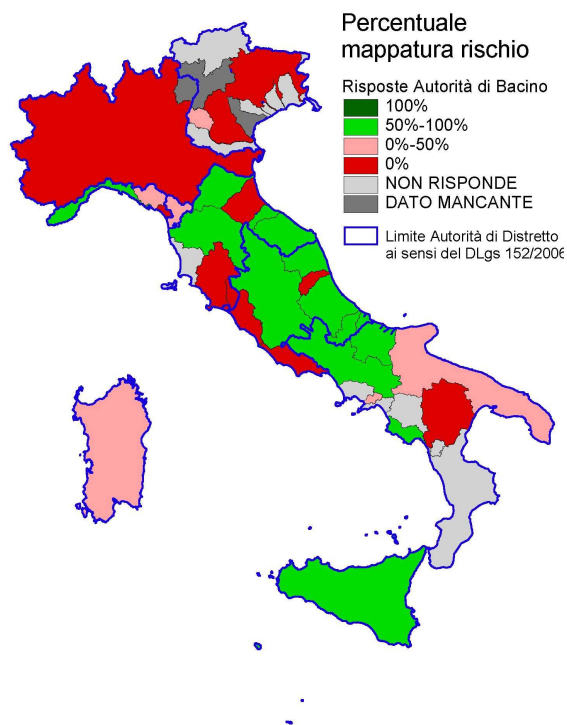 Percentuale
mappatura rischio
Risposte Autorità di Bacino
100%
50%-100%
0%-50%
0%
NON RISPONDE
DATO MANCANTE
Limite Autorità di Distretto
ai sensi del DLgs 152/2006